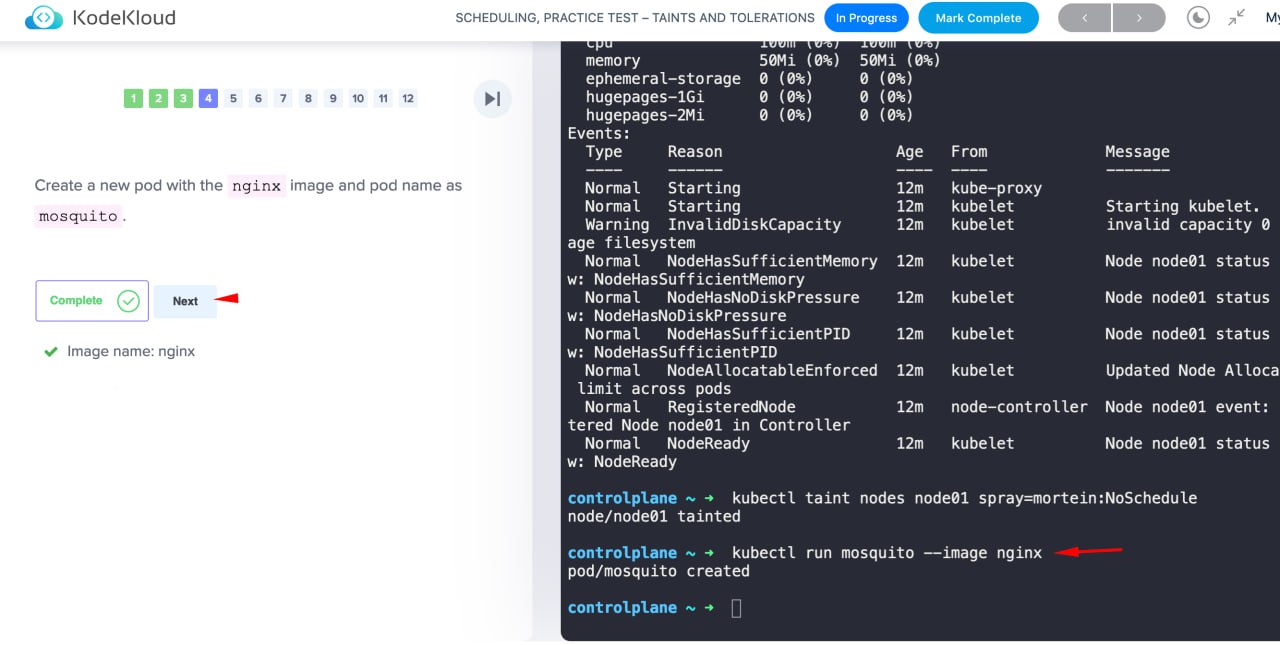 KodeKloud
SCHEDULING, PRACTICE TEST – TAINTS AND TOLERATIONS
In Progress
Mark Complete
My
1 2 3 4 5 6 7 8 9 10 11 12
Create a new pod with the nginx image and pod name as
mosquito .
Complete
Next
Image name: nginx
cpu 100m (0%) 100m (0%)
memory 50Mi (0%) 50Mi (0%)
ephemeral-storage 0 (0%) 0 (0%)
hugepages-1Gi 0 (0%) 0 (0%)
hugepages-2Mi 0 (0%) 0 (0%)
Events:
Type Reason Age From Message
---- ------ ---- ---- -------
Normal Starting 12m kube-proxy
Normal Starting 12m kubelet Starting kubelet.
Warning InvalidDiskCapacity 12m kubelet invalid capacity 0
age filesystem
Normal NodeHasSufficientMemory 12m kubelet Node node01 status
w: NodeHasSufficientMemory
Normal NodeHasNoDiskPressure 12m kubelet Node node01 status
w: NodeHasNoDiskPressure
Normal NodeHasSufficientPID 12m kubelet Node node01 status
w: NodeHasSufficientPID
Normal NodeAllocatableEnforced 12m kubelet Updated Node Alloca
limit across pods
Normal RegisteredNode 12m node-controller Node node01 event:
tered Node node01 in Controller
Normal NodeReady 12m kubelet Node node01 status
w: NodeReady
controlplane ~ ➜ kubectl taint nodes node01 spray=mortein:NoSchedule
node/node01 tainted
controlplane ~ ➜ kubectl run mosquito --image nginx
pod/mosquito created
controlplane ~ ➜